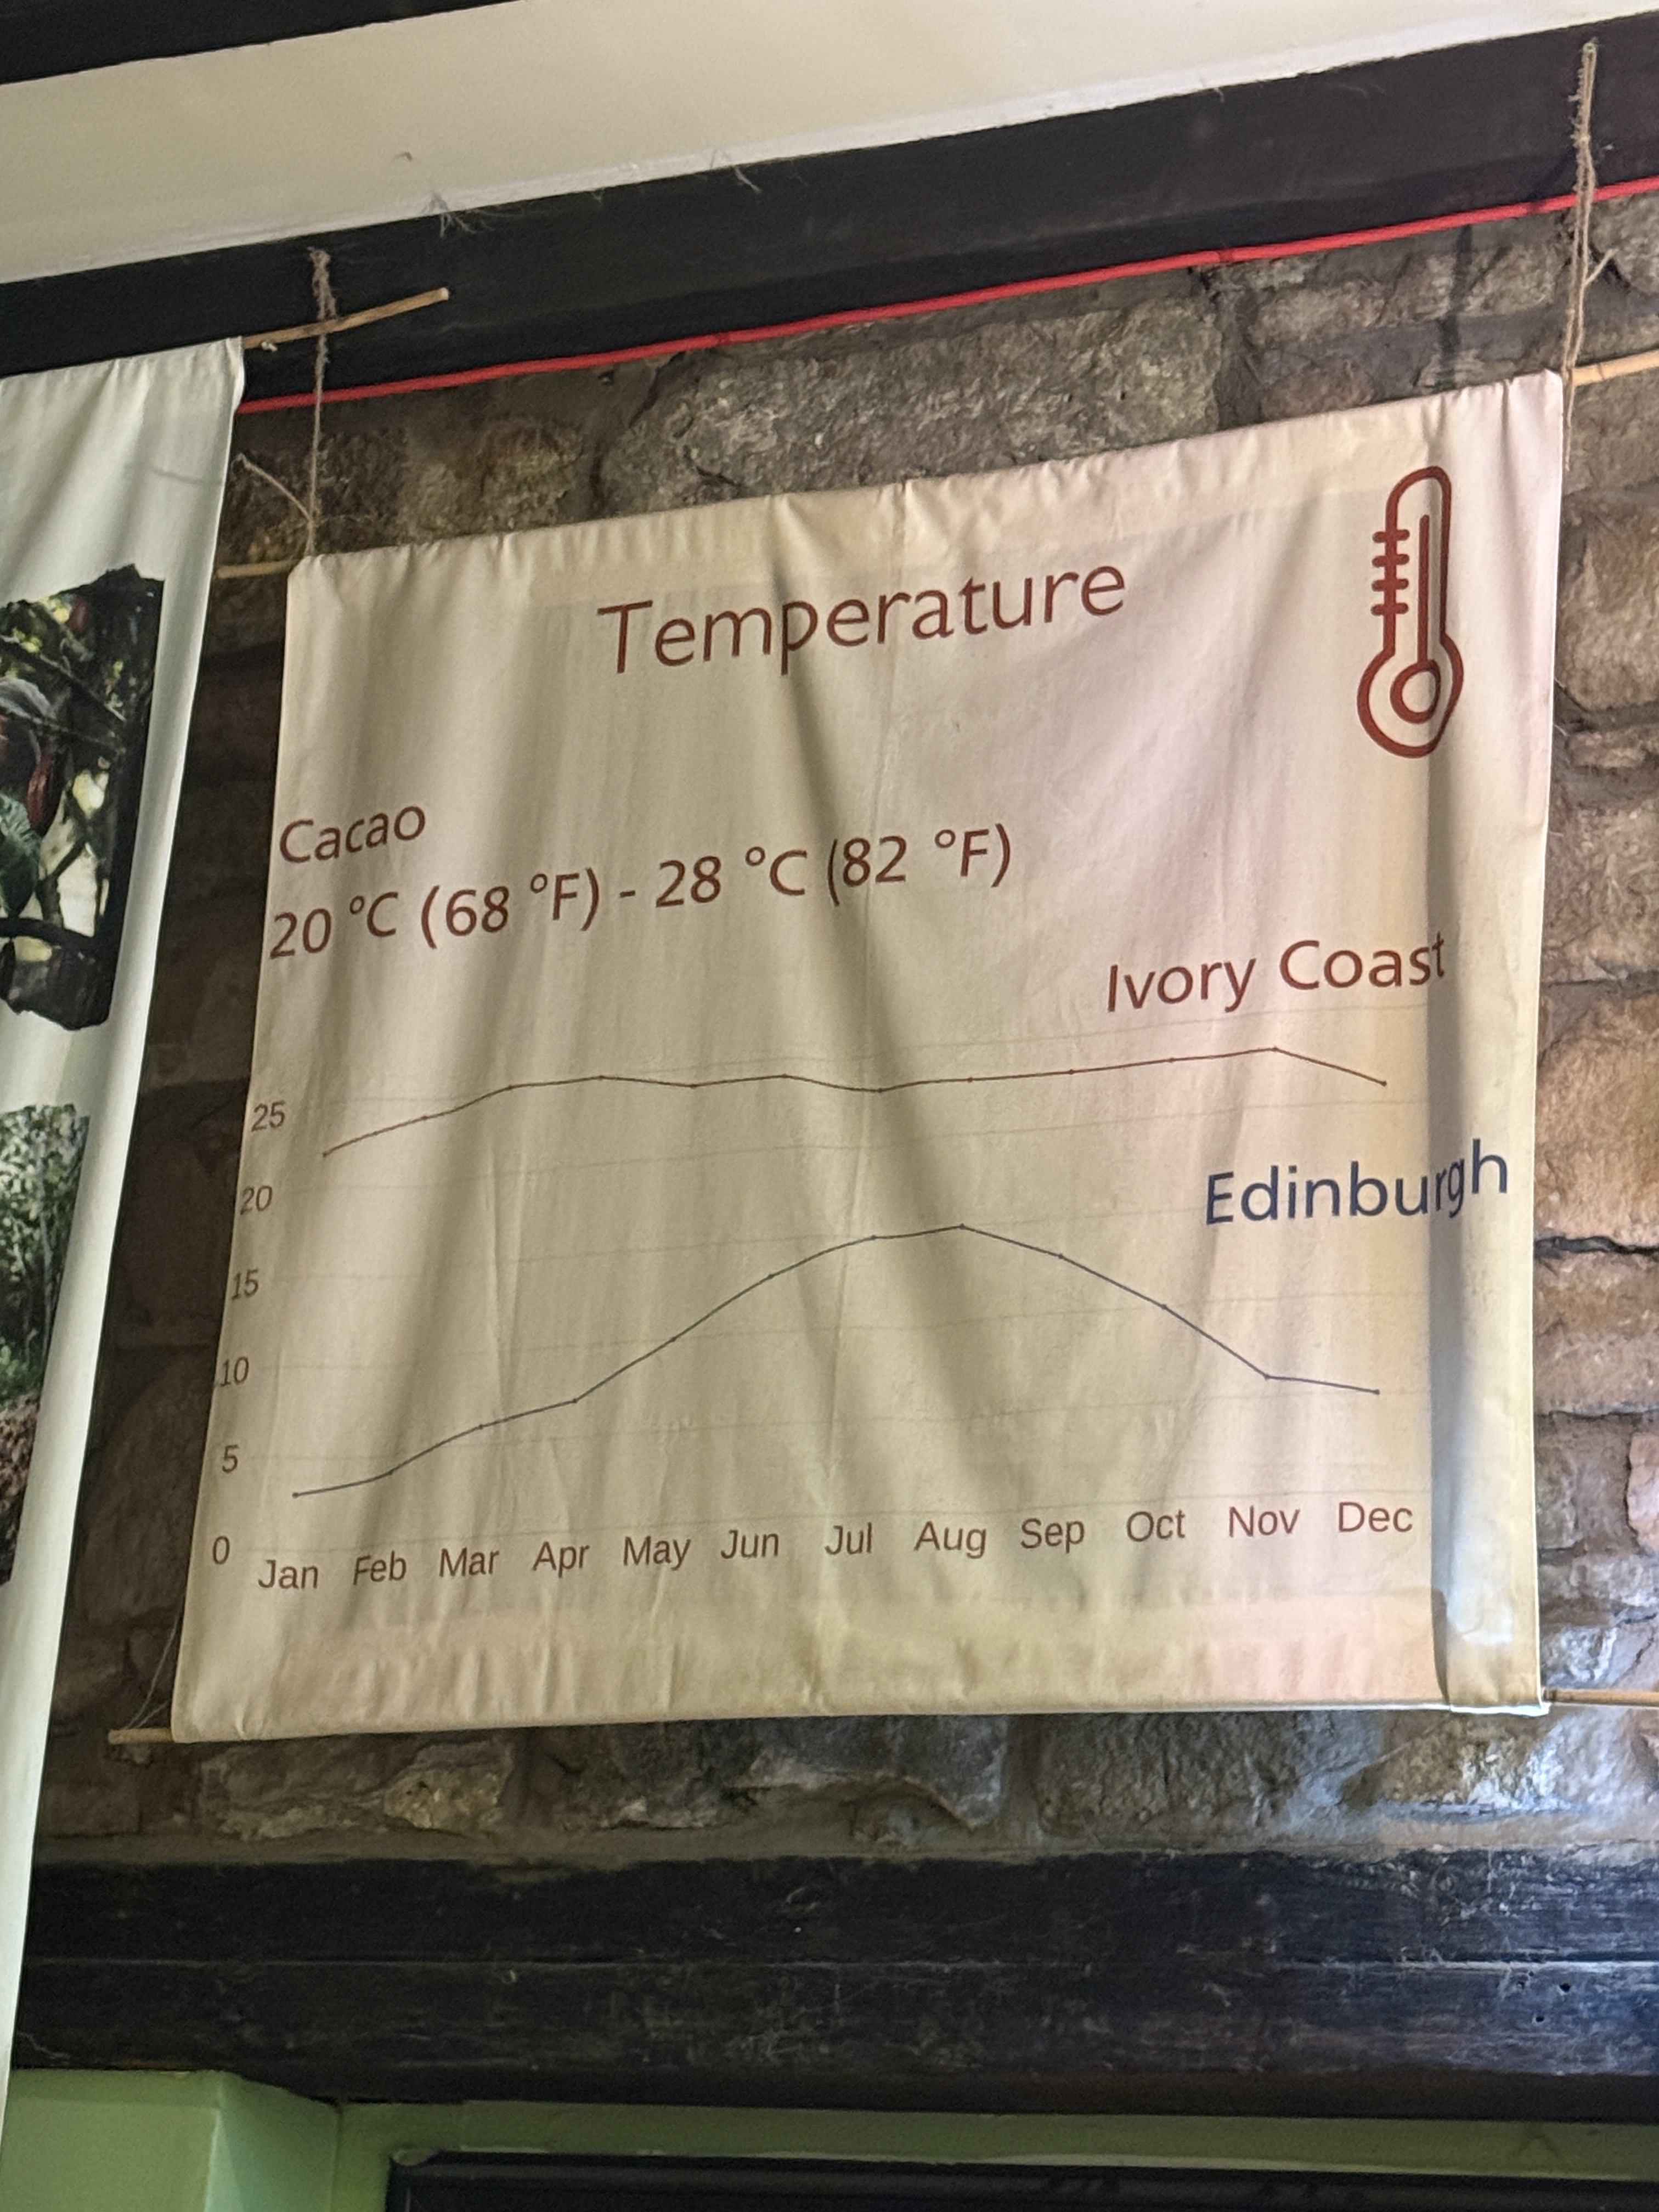 Temperature
Cacao
20 °C (68 °F) - 28 °C (82 °F)
Ivory Coast
25
20
Edinburgh
15
10
5
0
Jan Feb Mar Apr May Jun Jul Aug Sep Oct Nov Dec